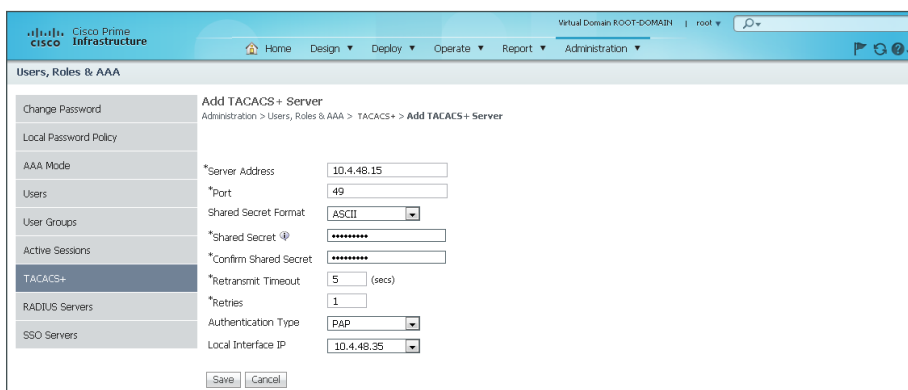 Virtual Domain ROOT-DOMAIN | root
Cisco Prime
CISCO Infrastructure
Home Design Deploy Operate Report Administration
Users, Roles & AAA
Change Password
Local Password Policy
AAA Mode
Users
User Groups
Active Sessions
TACACS+
RADIUS Servers
SSO Servers
Add TACACS+ Server
Administration > Users, Roles & AAA > TACACS+ > Add TACACS+ Server
*Server Address 10.4.48.15
*Port 49
Shared Secret Format ASCII
*Shared Secret •••••••••
*Confirm Shared Secret •••••••••
*Retransmit Timeout 5 (secs)
*Retries 1
Authentication Type PAP
Local Interface IP 10.4.48.35
Save Cancel